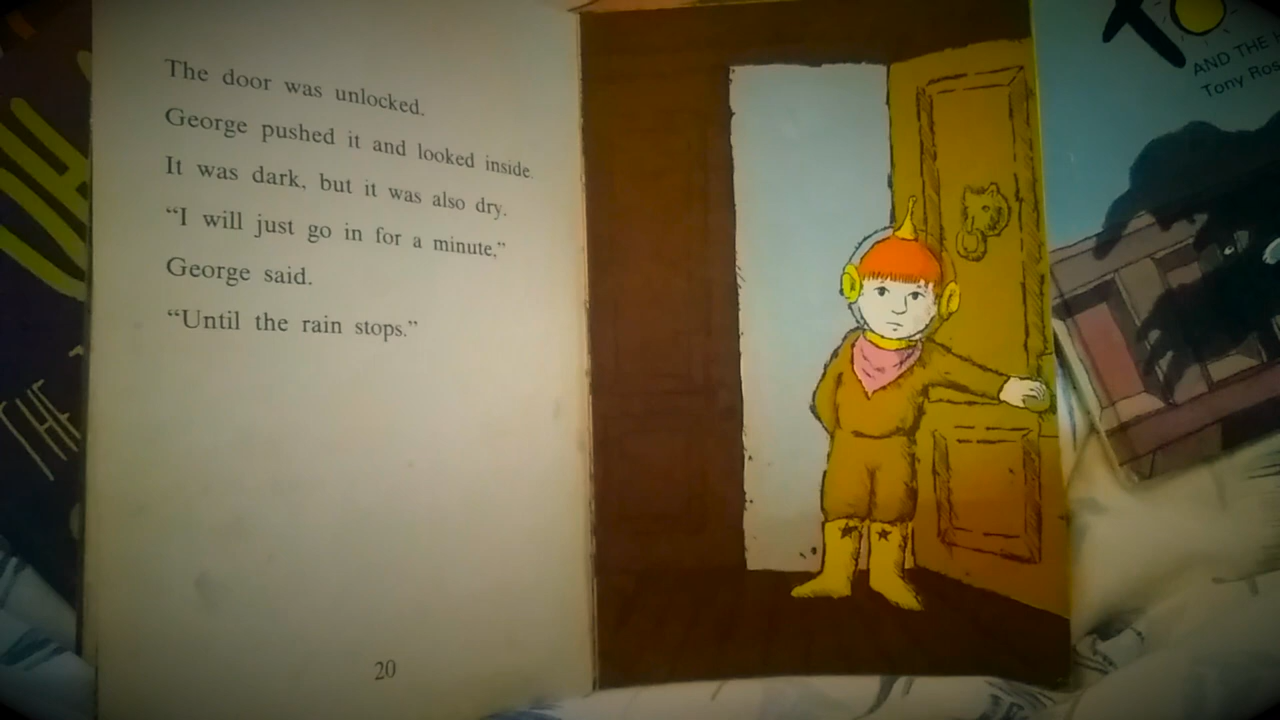 The door was unlocked.
George pushed it and looked inside.
It was dark, but it was also dry.
“I will just go in for a minute,”
George said.
“Until the rain stops.”
20
AND THE
Tony Ros
THE